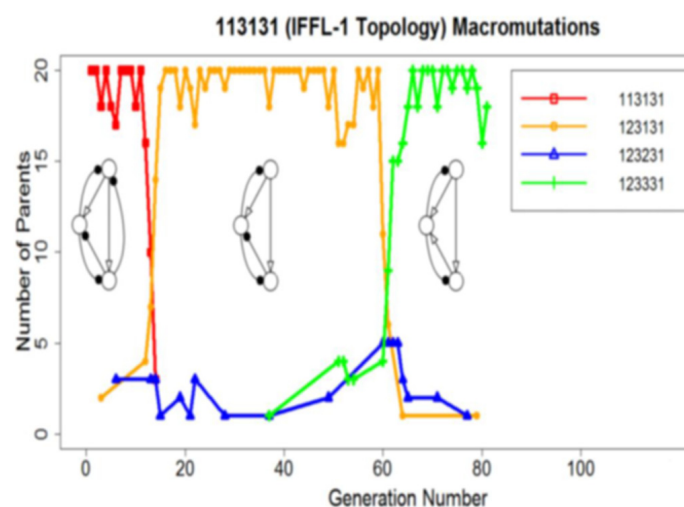 113131 (IFFL-1 Topology) Macromutations
Number of Parents
20
15
10
5
0
113131
123131
123231
123331
0 20 40 60 80 100
Generation Number